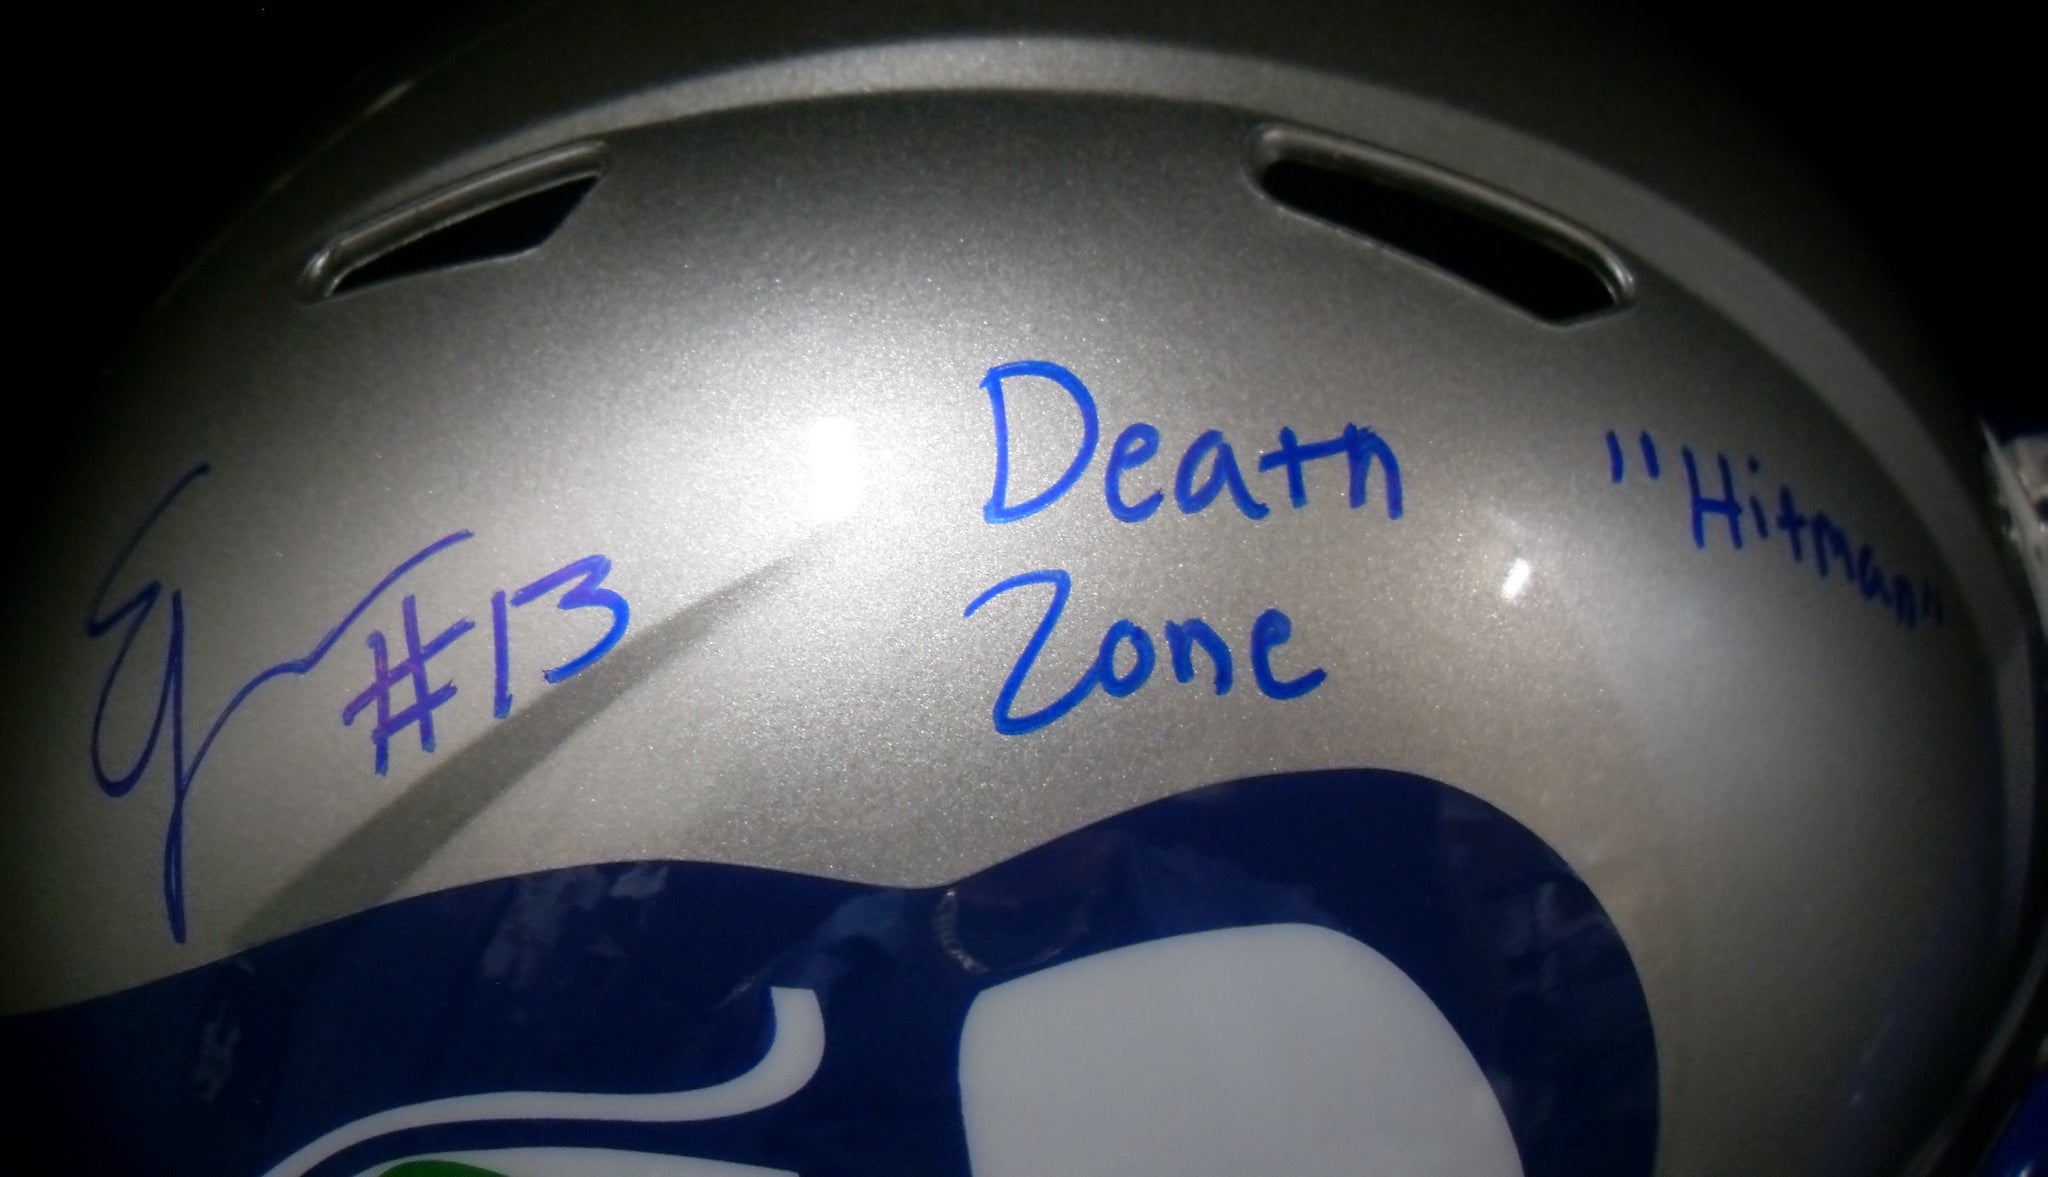 #13
Death
Zone
"Hitman"